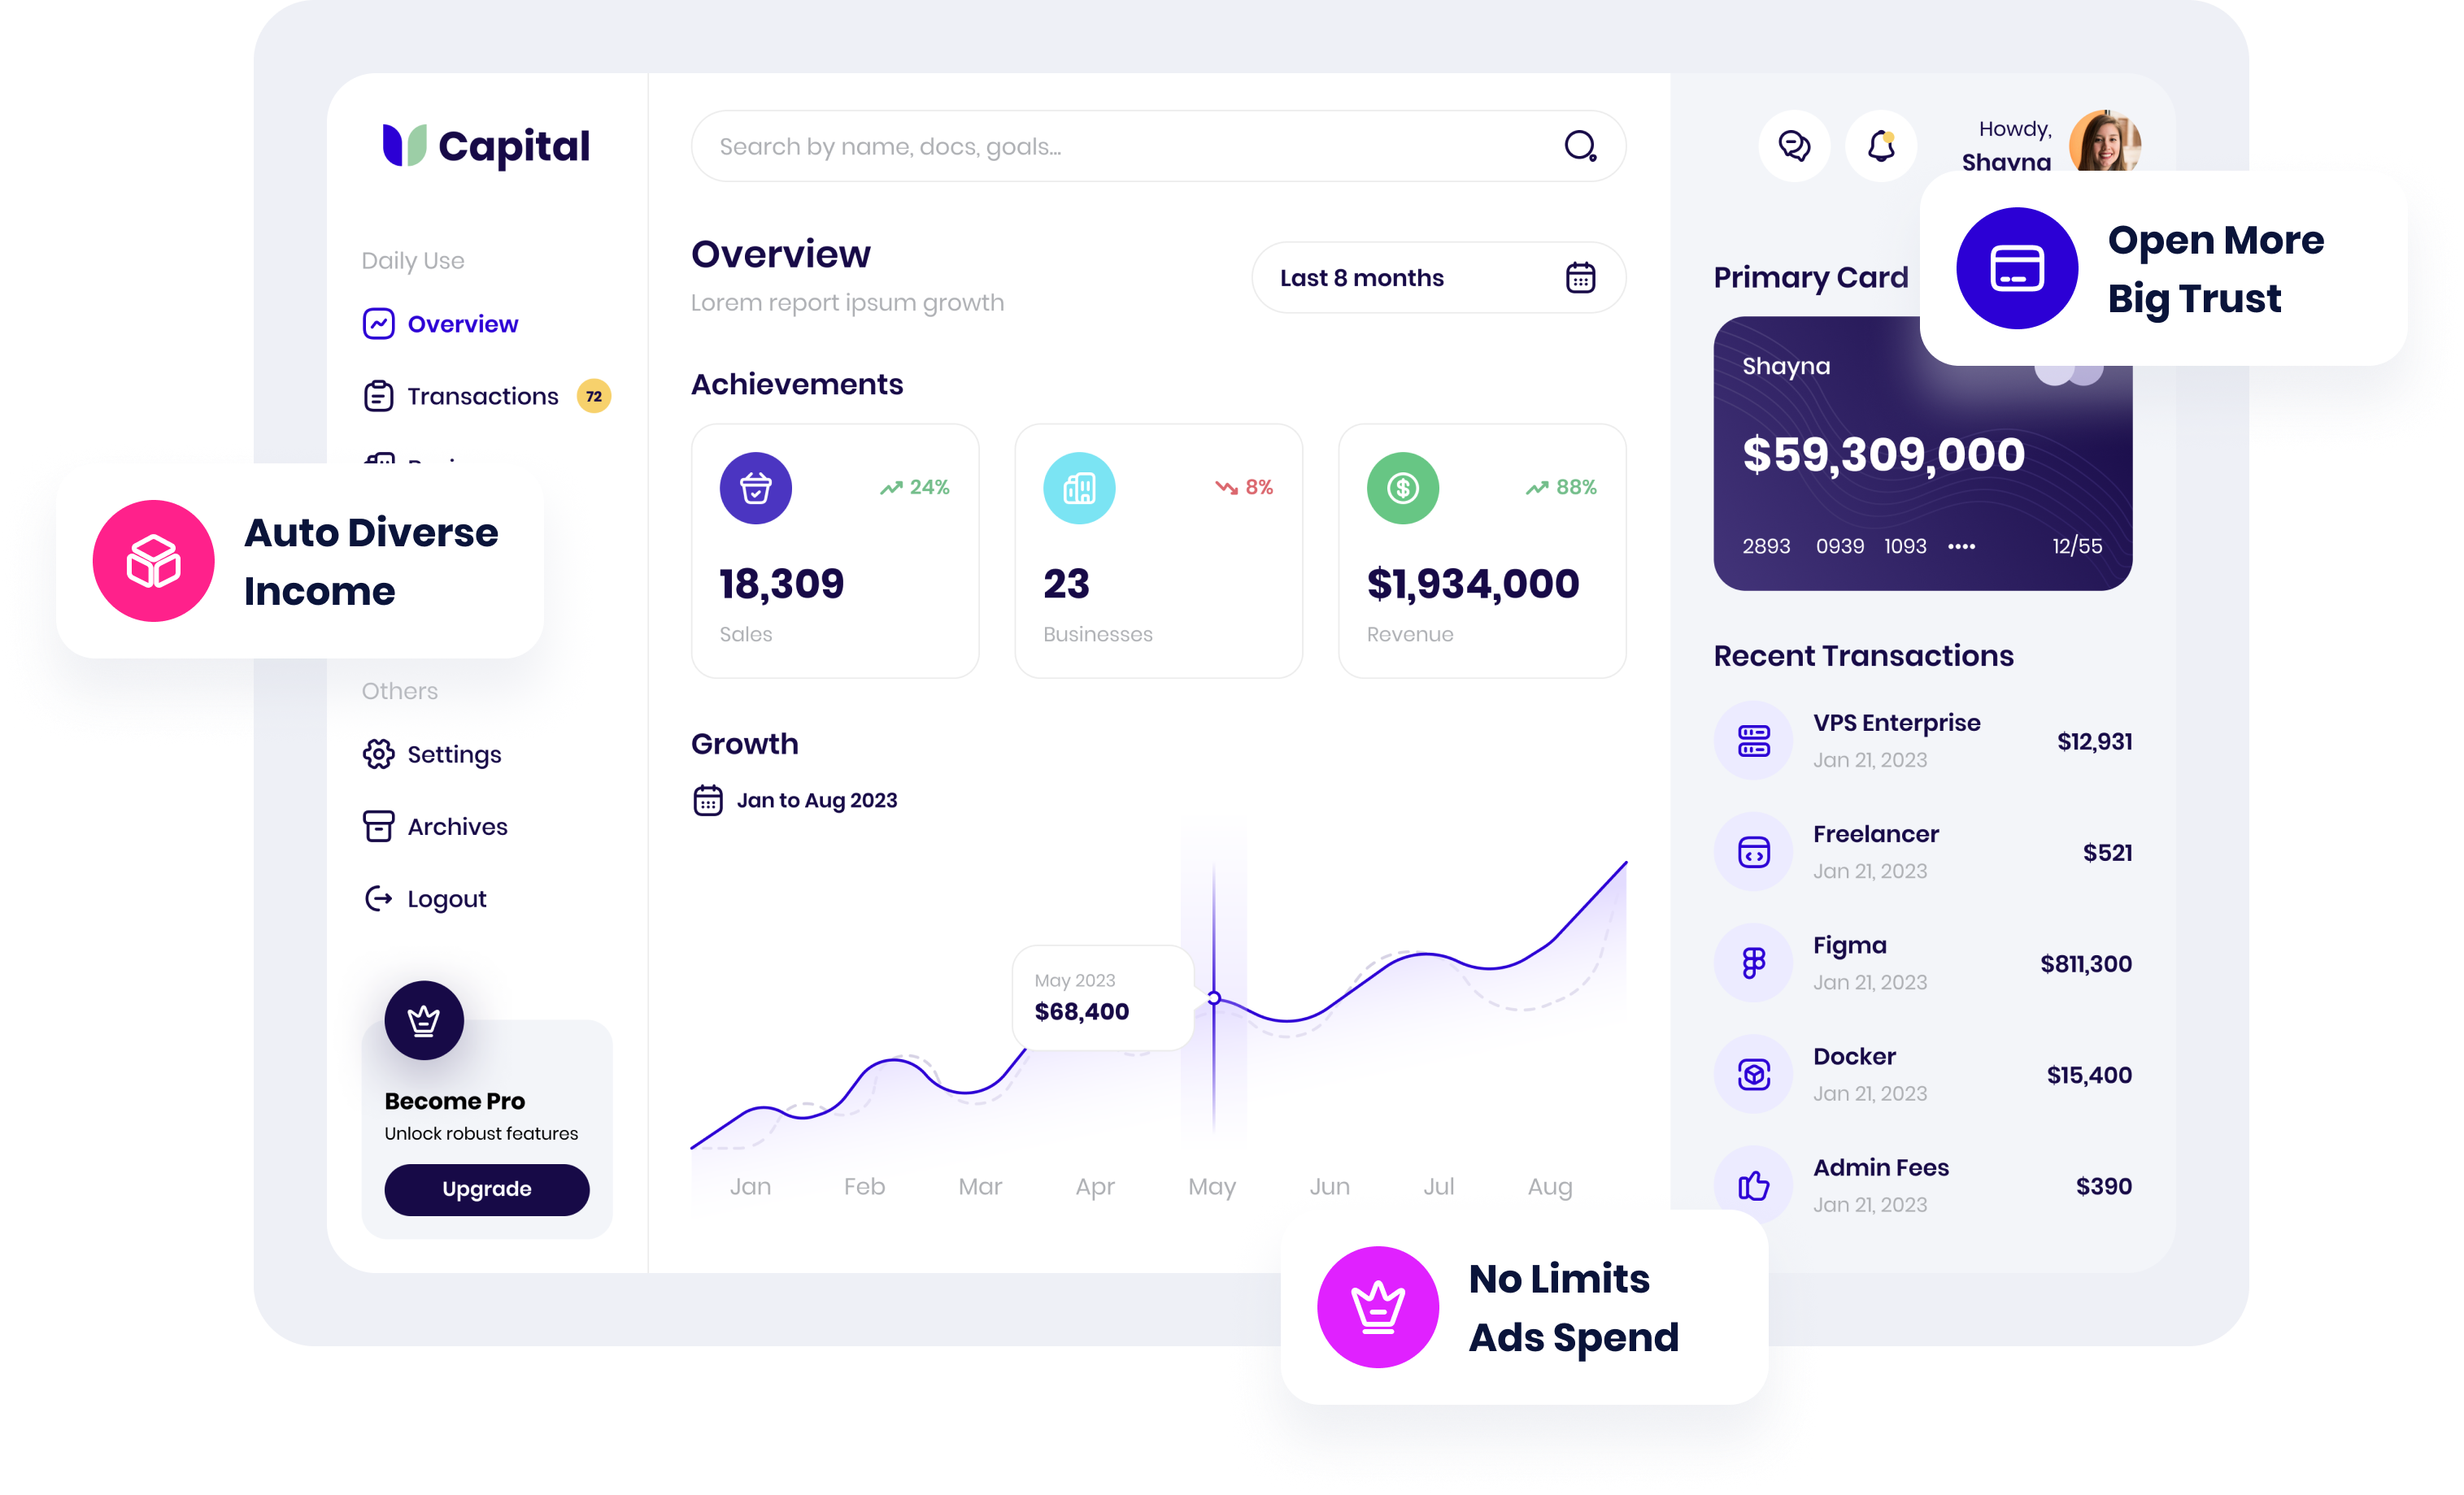 Capital
Daily Use
Overview
Transactions 72
Auto Diverse
Income
Others
Settings
Archives
Logout
Become Pro
Unlock robust features
Upgrade
Search by name, docs, goals...
Overview
Lorem report ipsum growth
Last 8 months
Achievements
24%
18,309
Sales
8%
23
Businesses
88%
$1,934,000
Revenue
Growth
Jan to Aug 2023
May 2023
$68,400
Jan Feb Mar Apr May Jun Jul Aug
No Limits
Ads Spend
Howdy,
Shayna
Open More
Big Trust
Primary Card
Shayna
$59,309,000
2893 0939 1093 •••• 12/55
Recent Transactions
VPS Enterprise
Jan 21, 2023
$12,931
Freelancer
Jan 21, 2023
$521
Figma
Jan 21, 2023
$811,300
Docker
Jan 21, 2023
$15,400
Admin Fees
Jan 21, 2023
$390